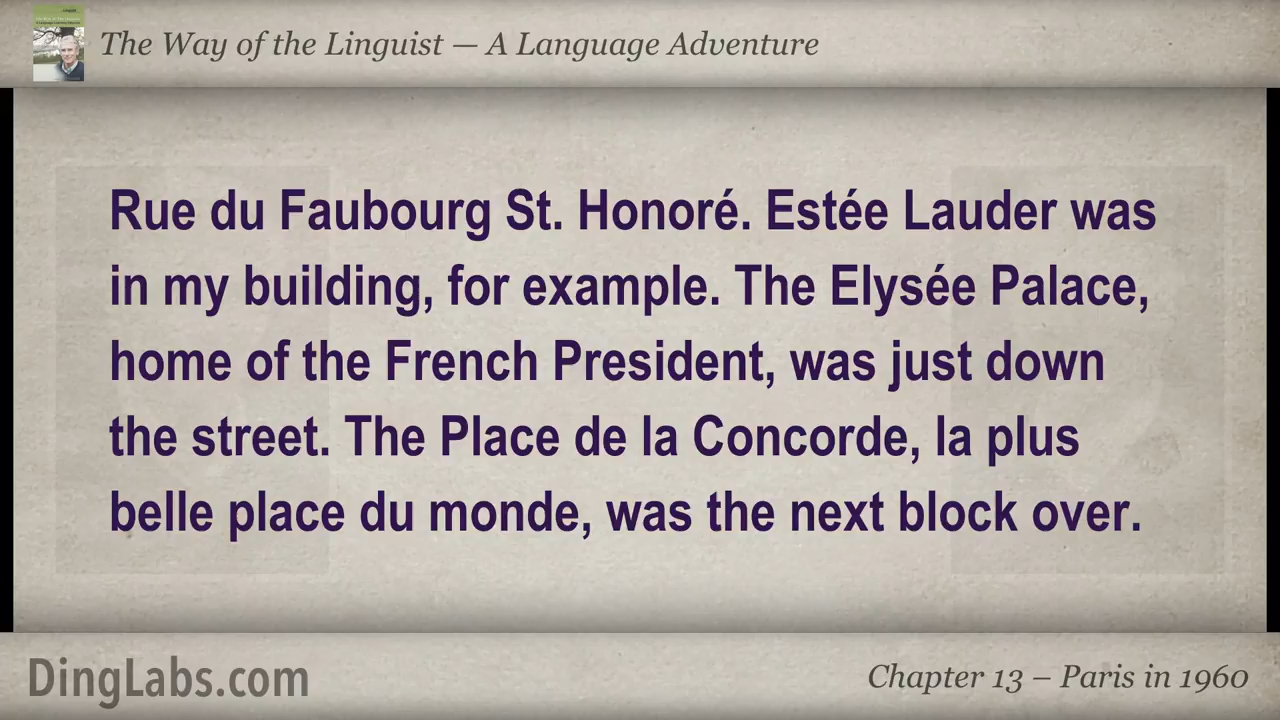 The Way of the Linguist — A Language Adventure
Rue du Faubourg St. Honoré. Estée Lauder was
in my building, for example. The Elysée Palace,
home of the French President, was just down
the street. The Place de la Concorde, la plus
belle place du monde, was the next block over.
DingLabs.com
Chapter 13 – Paris in 1960